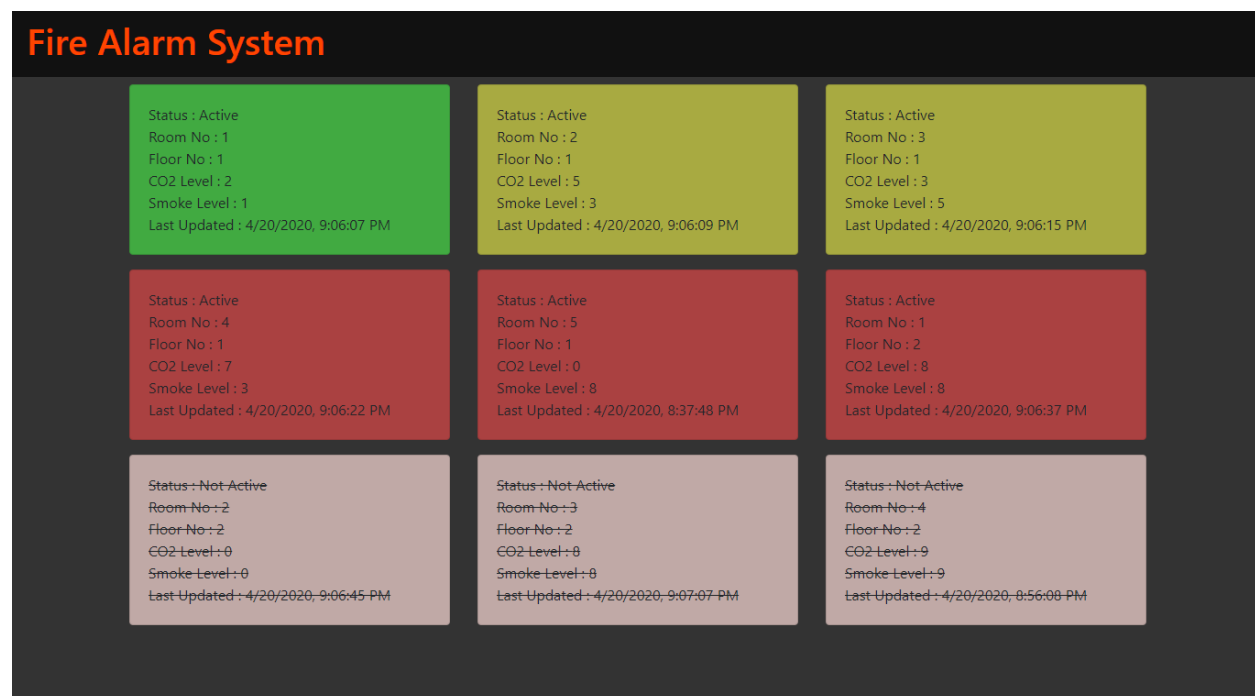 Fire Alarm System
Status : Active
Room No : 1
Floor No : 1
CO2 Level : 2
Smoke Level : 1
Last Updated : 4/20/2020, 9:06:07 PM
Status : Active
Room No : 2
Floor No : 1
CO2 Level : 5
Smoke Level : 3
Last Updated : 4/20/2020, 9:06:09 PM
Status : Active
Room No : 3
Floor No : 1
CO2 Level : 3
Smoke Level : 5
Last Updated : 4/20/2020, 9:06:15 PM
Status : Active
Room No : 4
Floor No : 1
CO2 Level : 7
Smoke Level : 3
Last Updated : 4/20/2020, 9:06:22 PM
Status : Active
Room No : 5
Floor No : 1
CO2 Level : 0
Smoke Level : 8
Last Updated : 4/20/2020, 8:37:48 PM
Status : Active
Room No : 1
Floor No : 2
CO2 Level : 8
Smoke Level : 8
Last Updated : 4/20/2020, 9:06:37 PM
Status : Not Active
Room No : 2
Floor No : 2
CO2 Level : 0
Smoke Level : 0
Last Updated : 4/20/2020, 9:06:45 PM
Status : Not Active
Room No : 3
Floor No : 2
CO2 Level : 8
Smoke Level : 8
Last Updated : 4/20/2020, 9:07:07 PM
Status : Not Active
Room No : 4
Floor No : 2
CO2 Level : 9
Smoke Level : 9
Last Updated : 4/20/2020, 8:56:08 PM